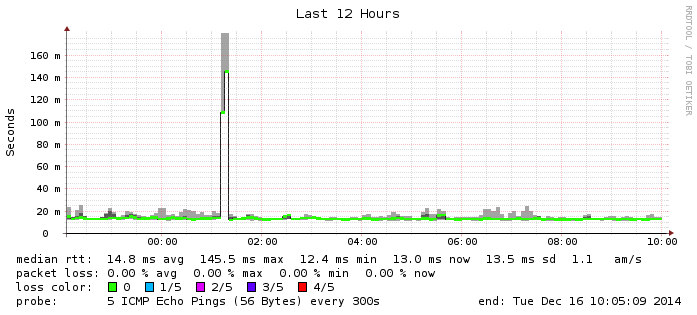 Last 12 Hours
RRDTOOL / TOBI OETIKER
Seconds
160 m
140 m
120 m
100 m
80 m
60 m
40 m
20 m
0
00:00 02:00 04:00 06:00 08:00 10:00
median rtt: 14.8 ms avg 145.5 ms max 12.4 ms min 13.0 ms now 13.5 ms sd 1.1 am/s
packet loss: 0.00 % avg 0.00 % max 0.00 % min 0.00 % now
loss color: 0 1/5 2/5 3/5 4/5
probe: 5 ICMP Echo Pings (56 Bytes) every 300s end: Tue Dec 16 10:05:09 2014